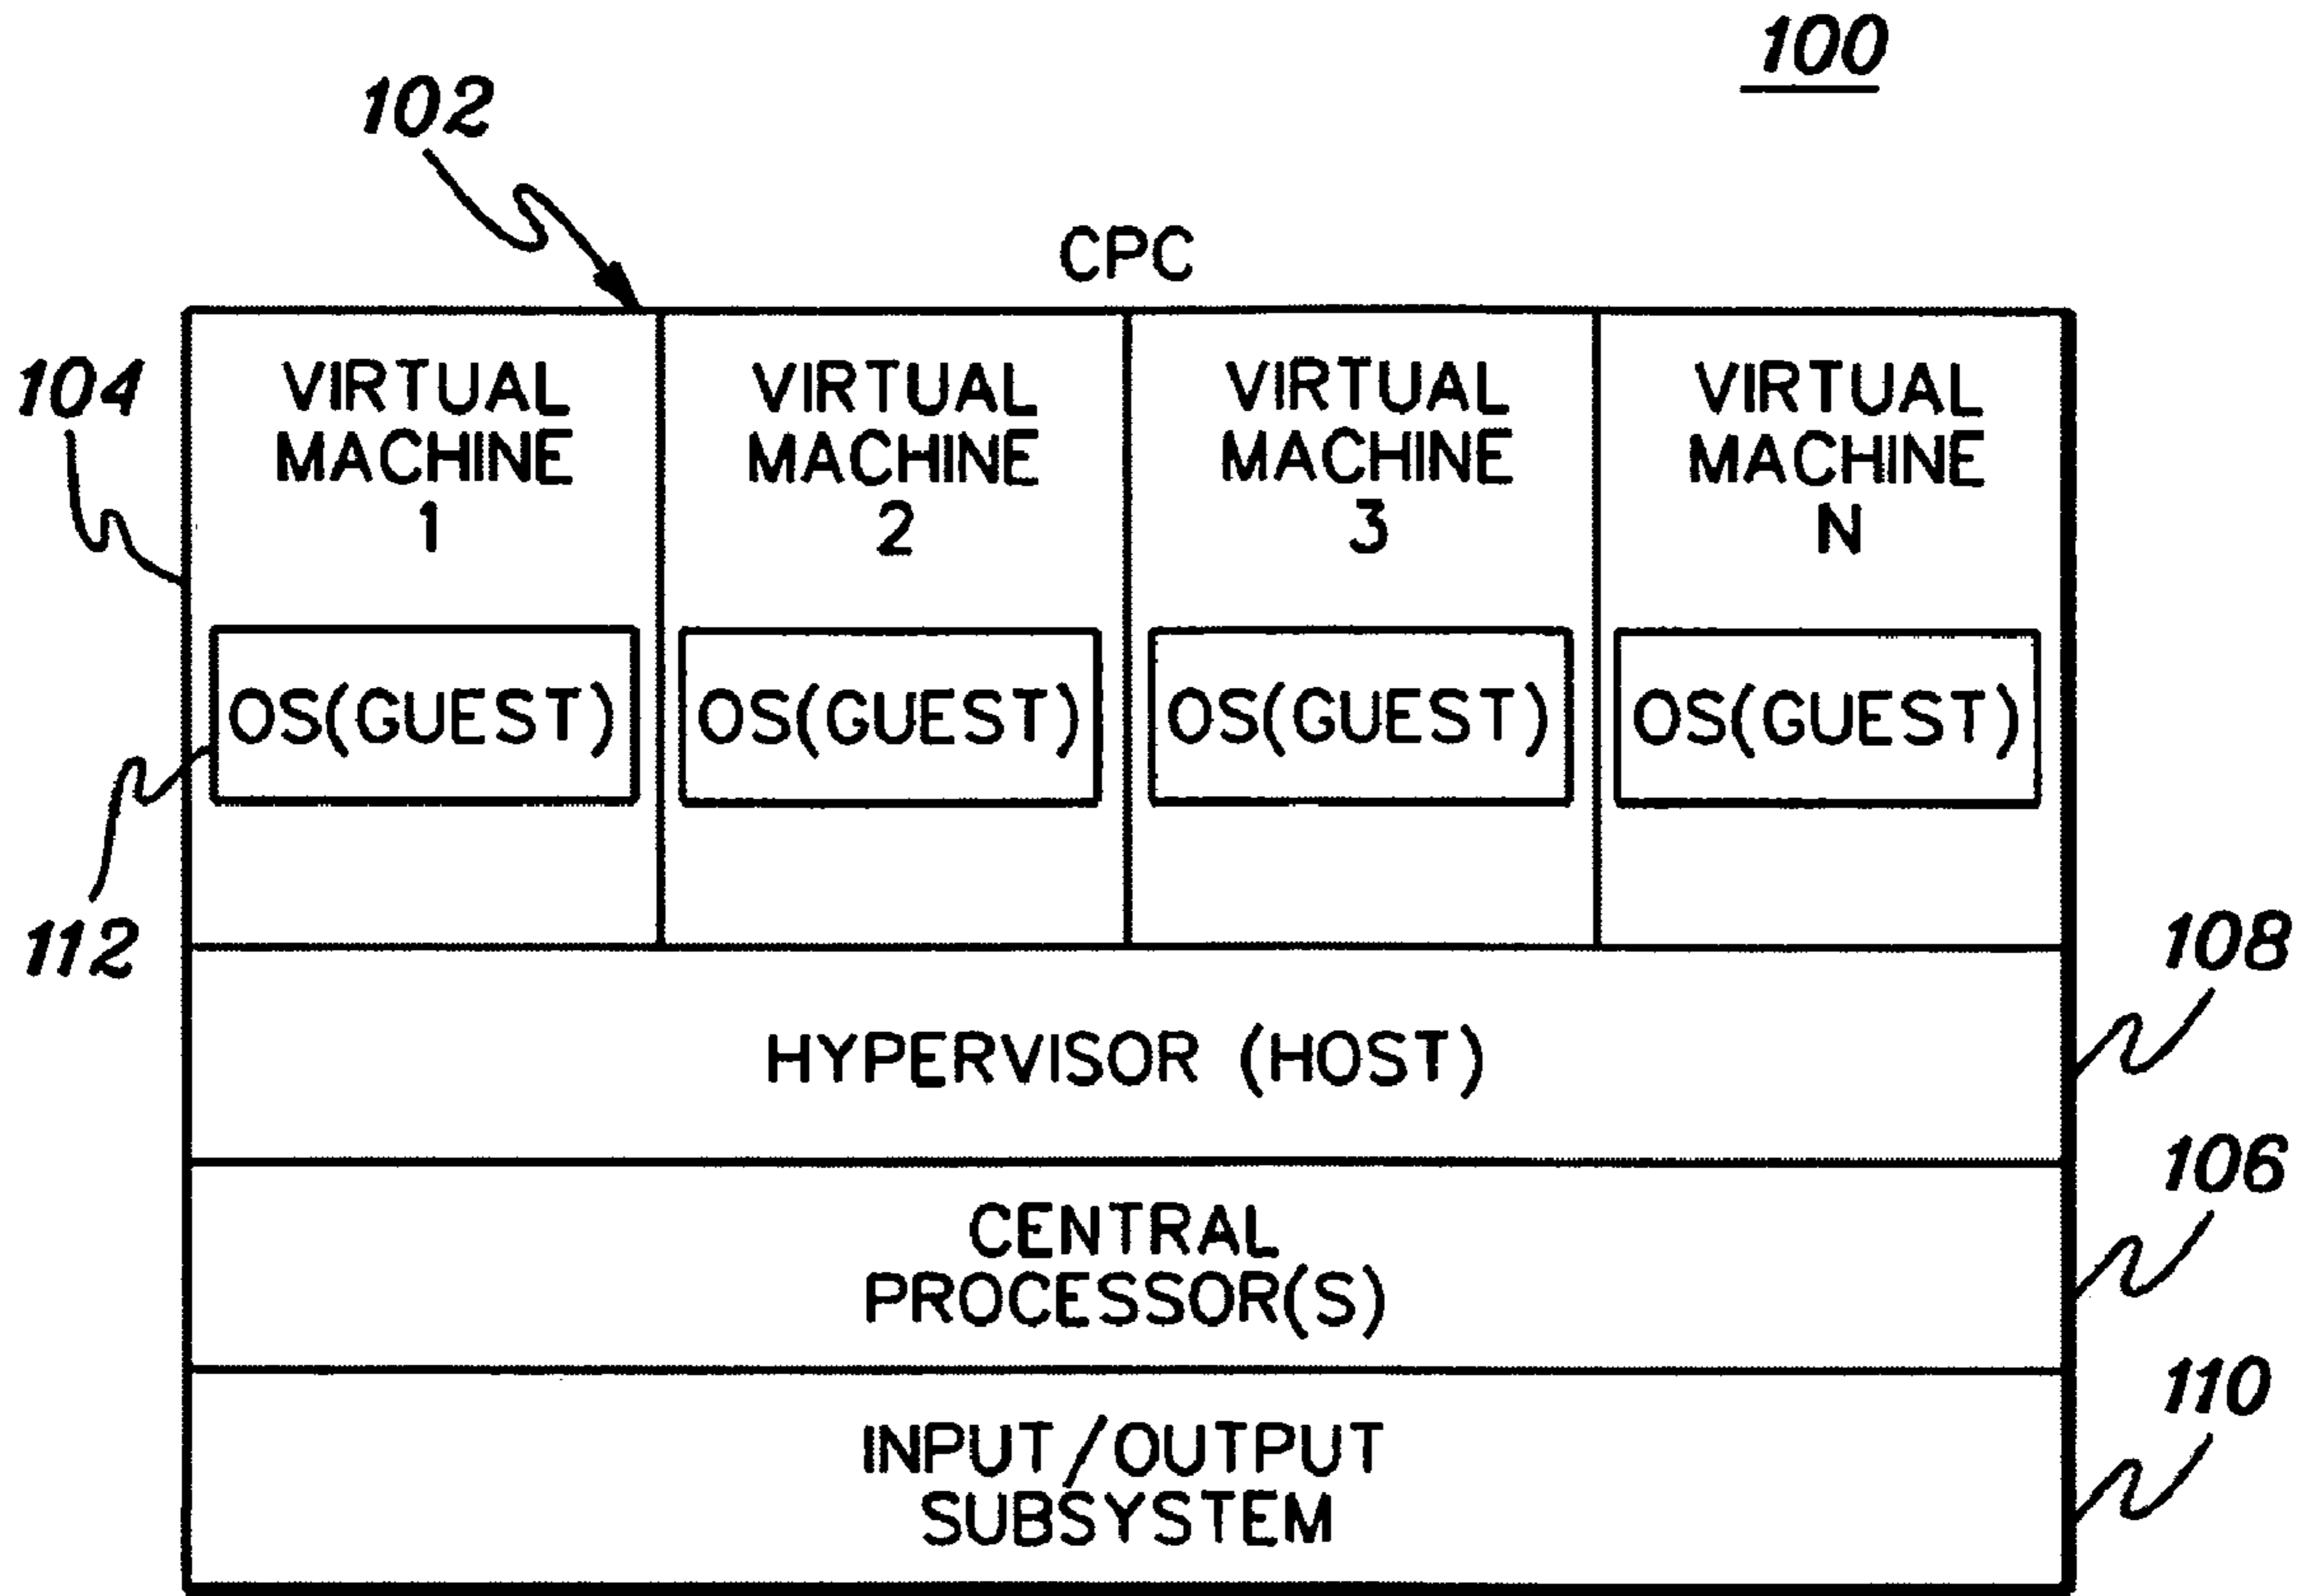 100
102
CPC
104
VIRTUAL
MACHINE
1
VIRTUAL
MACHINE
2
VIRTUAL
MACHINE
3
VIRTUAL
MACHINE
N
OS(GUEST)
OS(GUEST)
OS(GUEST)
OS(GUEST)
112
108
HYPERVISOR (HOST)
106
CENTRAL
PROCESSOR(S)
110
INPUT/OUTPUT
SUBSYSTEM